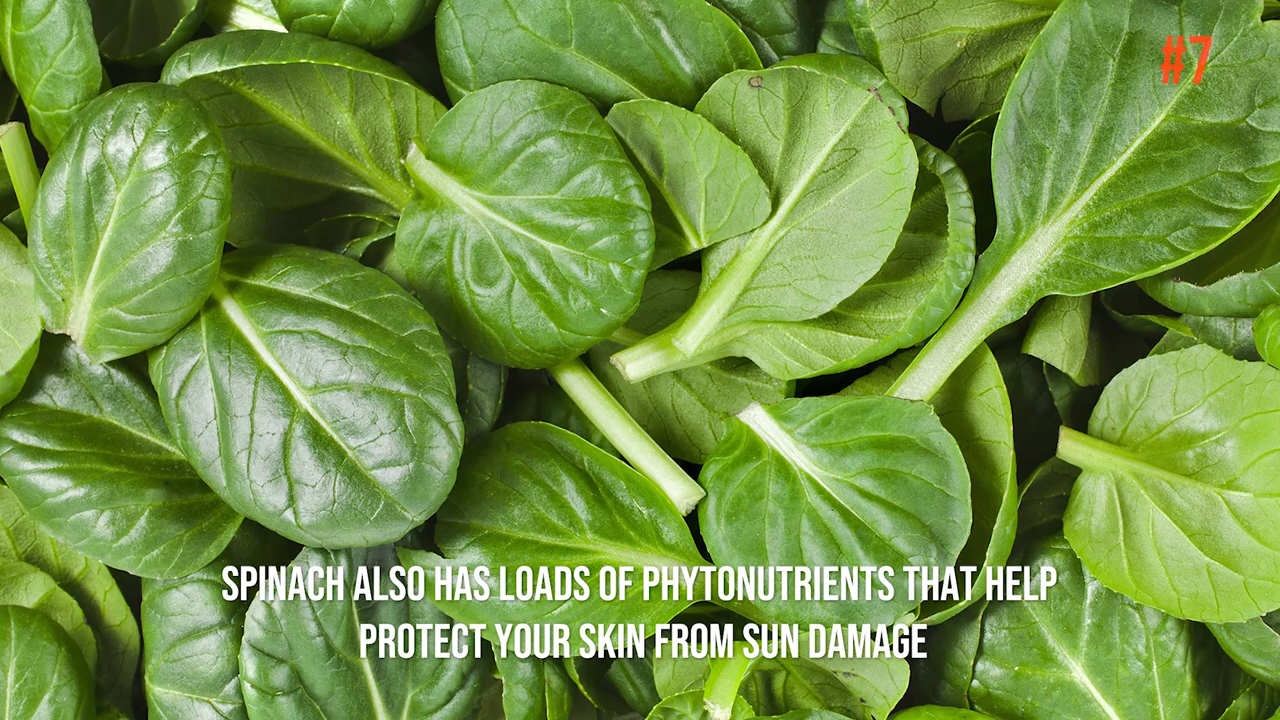 #7
SPINACH ALSO HAS LOADS OF PHYTONUTRIENTS THAT HELP
PROTECT YOUR SKIN FROM SUN DAMAGE